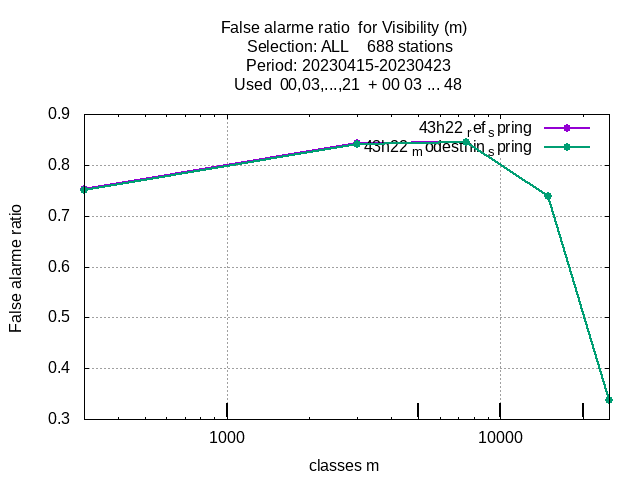 False alarme ratio for Visibility (m)
Selection: ALL 688 stations
Period: 20230415-20230423
Used 00,03,...,21 + 00 03 ... 48
0.9
0.8
0.7
0.6
0.5
0.4
0.3
False alarme ratio
43h22refspring
43h22modesthinspring
1000
10000
classes m